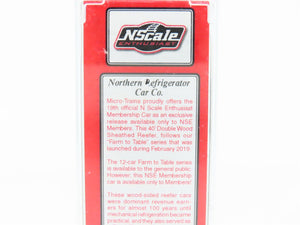 NScale
ENTHUSIAST
Northern Refrigerator
Car Co.
Micro-Trains proudly offers the
19th official N Scale Enthusiast
Membership Car as an exclusive
release available only to NSE
Members. This 40' Double Wood
Sheathed Reefer, follows our
"Farm to Table" series that
was launched during February 2019.
The 12-car Farm to Table series
is available to the general public.
However; this NSE Membership car
is available only to Members!
These wood-sided reefer cars
were dominant revenue earn-
ers for almost 100 years until
mechanical refrigeration became
practical, and they also served as